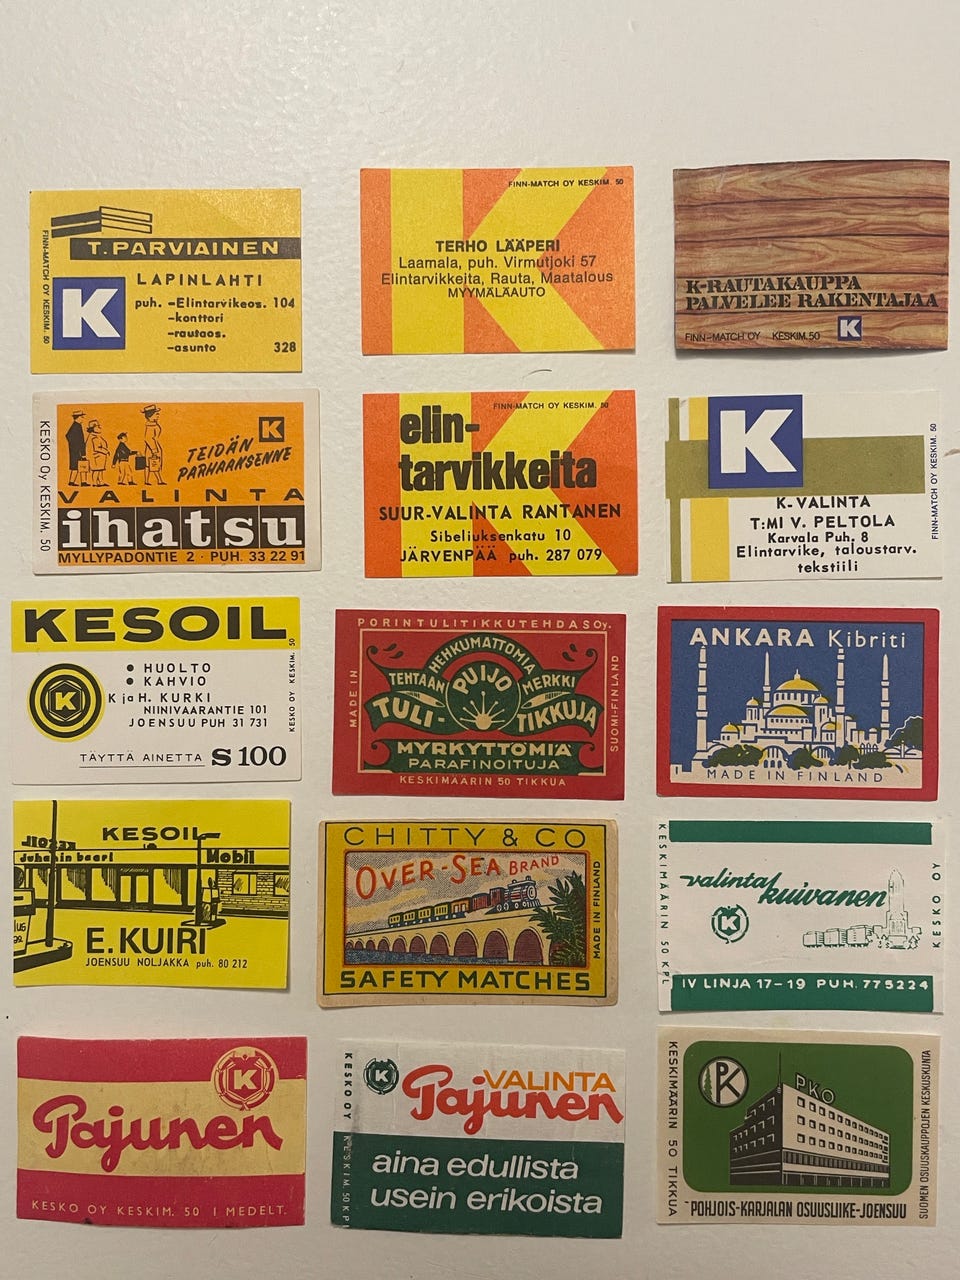 T. PARVIAINEN
LAPINLAHTI
puh. -Elintarvikeos. 104
-konttori
-rautaos.
-asunto 328
K
FINN-MATCH OY KESKIM. 50
FINN-MATCH OY KESKIM. 50
TERHO LÄÄPERI
Laamala, puh. Virmutjoki 57
Elintarvikkeita, Rauta, Maatalous
MYYMÄLÄAUTO
K-RAUTAKAUPPA
PALVELEE RAKENTAJAA
FINN-MATCH OY KESKIM. 50 K
KESKO Oy KESKIM. 50
K
TEIDÄN
PARHAAKSENNE
VALINTA
ihatsu
MYLLYPADONTIE 2 · PUH. 33 22 91
FINN-MATCH OY KESKIM. 50
elin-
tarvikkeita
SUUR-VALINTA RANTANEN
Sibeliuksenkatu 10
JÄRVENPÄÄ puh. 287 079
K
K-VALINTA
T:MI V. PELTOLA
Karvala Puh. 8
Elintarvike, taloustarv.
tekstiili
FINN-MATCH OY KESKIM. 50
KESOIL
• HUOLTO
• KAHVIO
K ja H. KURKI
NIINIVAARANTIE 101
JOENSUU PUH 31 731
K
TÄYTTÄ AINETTA S 100
KESKO OY KESKIM. 50
PORIN TULITIKKUTEHDAS Oy.
HEHKUMATTOMIA
TEHTAAN PUIJO MERKKI
TULI- TIKKUJA
MYRKYTTÖMIÄ
PARAFINOITUJA
KESKIMÄÄRIN 50 TIKKUA
MADE IN
SUOMI-FINLAND
ANKARA Kibriti
MADE IN FINLAND
KESOIL
Juhanin baari Mobil
E. KUIRI
JOENSUU NOLJAKKA puh. 80 212
CHITTY & CO
OVER-SEA BRAND
MADE IN FINLAND
SAFETY MATCHES
KESKIMÄÄRIN 50 KPL
valinta kuivanen
K
KESKO OY
IV LINJA 17-19 PUH. 775224
K
Pajunen
KESKO OY KESKIM. 50 I MEDELT.
KESKO OY KESKIM. 50 KPL
K
VALINTA
Pajunen
aina edullista
usein erikoista
KESKIMÄÄRIN 50 TIKKUA
PK
PKO
POHJOIS-KARJALAN OSUUSLIIKE-JOENSUU
SUOMEN OSUUSKAUPPOJEN KESKUSKUNTA